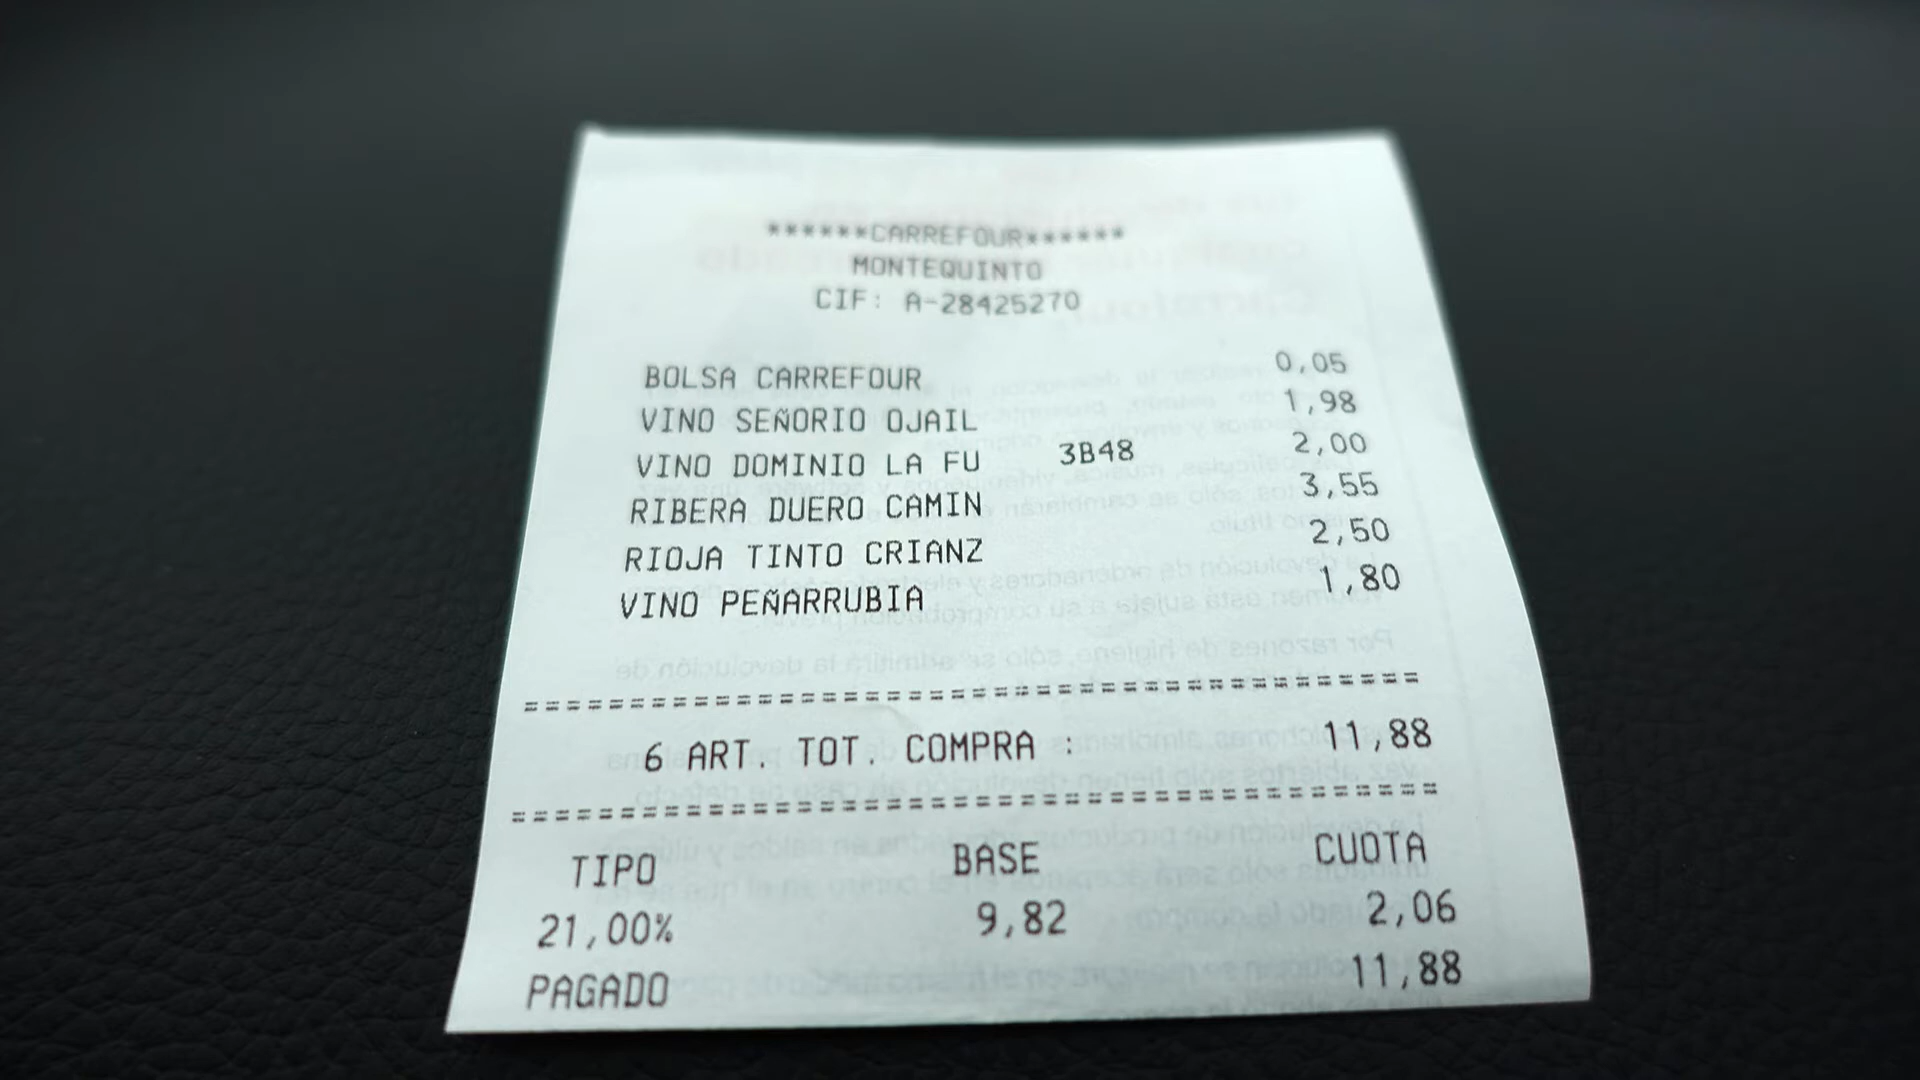 ******CARREFOUR******
MONTEQUINTO
CIF: A-28425270
BOLSA CARREFOUR 0,05
VINO SEÑORIO OJAIL 1,98
VINO DOMINIO LA FU 3B48 2,00
RIBERA DUERO CAMIN 3,55
RIOJA TINTO CRIANZ 2,50
VINO PEÑARRUBIA 1,80
======================================
6 ART. TOT. COMPRA : 11,88
======================================
TIPO BASE CUOTA
21,00% 9,82 2,06
PAGADO 11,88